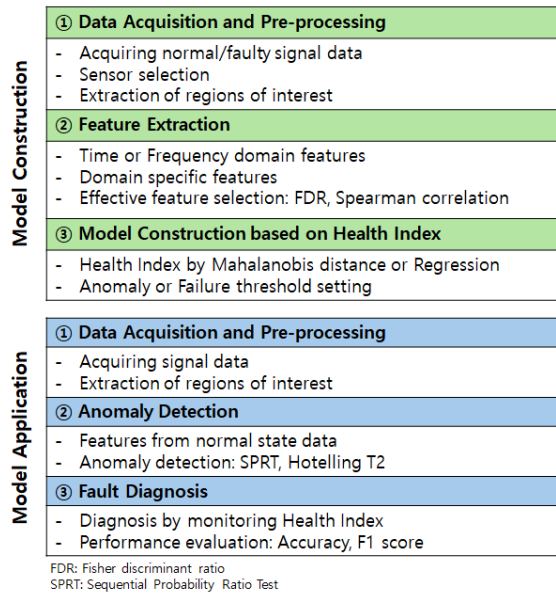 Model Construction
① Data Acquisition and Pre-processing
- Acquiring normal/faulty signal data
- Sensor selection
- Extraction of regions of interest
② Feature Extraction
- Time or Frequency domain features
- Domain specific features
- Effective feature selection: FDR, Spearman correlation
③ Model Construction based on Health Index
- Health Index by Mahalanobis distance or Regression
- Anomaly or Failure threshold setting
Model Application
① Data Acquisition and Pre-processing
- Acquiring signal data
- Extraction of regions of interest
② Anomaly Detection
- Features from normal state data
- Anomaly detection: SPRT, Hotelling T2
③ Fault Diagnosis
- Diagnosis by monitoring Health Index
- Performance evaluation: Accuracy, F1 score
FDR: Fisher discriminant ratio
SPRT: Sequential Probability Ratio Test